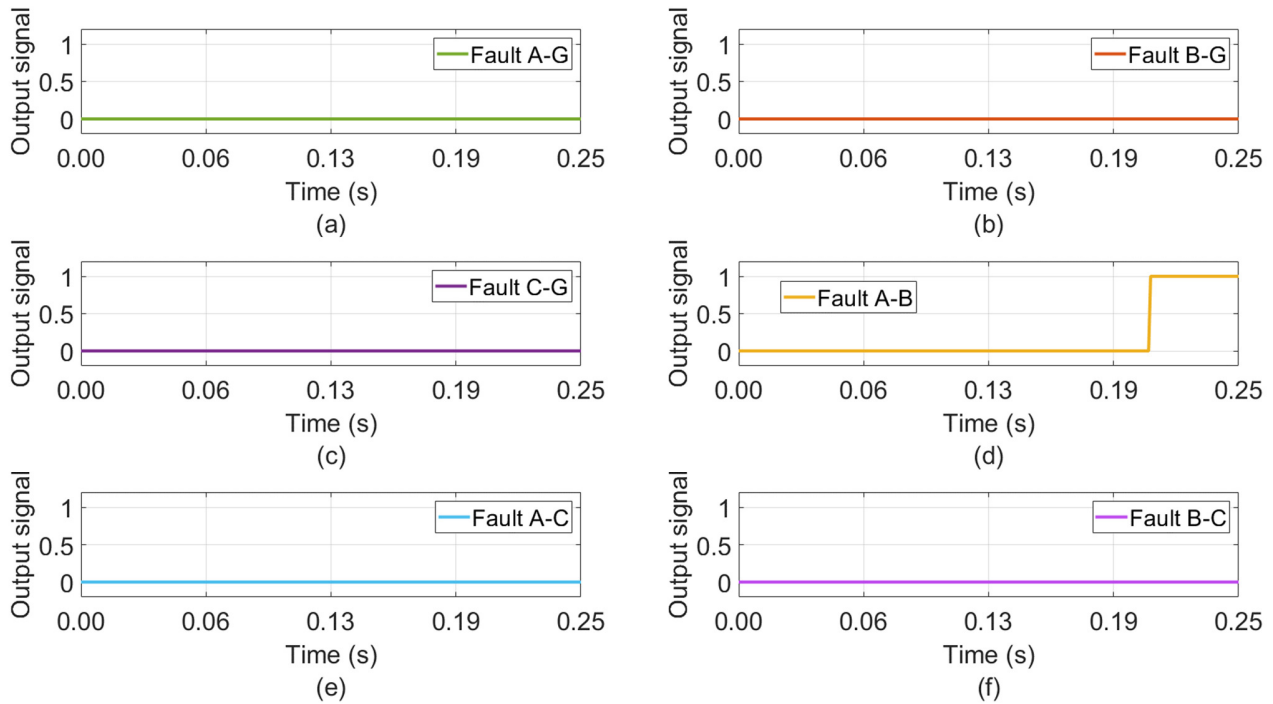 Output signal
1
0.5
0
Fault A-G
0.00 0.06 0.13 0.19 0.25
Time (s)
(a)
Output signal
1
0.5
0
Fault B-G
0.00 0.06 0.13 0.19 0.25
Time (s)
(b)
Output signal
1
0.5
0
Fault C-G
0.00 0.06 0.13 0.19 0.25
Time (s)
(c)
Output signal
1
0.5
0
Fault A-B
0.00 0.06 0.13 0.19 0.25
Time (s)
(d)
Output signal
1
0.5
0
Fault A-C
0.00 0.06 0.13 0.19 0.25
Time (s)
(e)
Output signal
1
0.5
0
Fault B-C
0.00 0.06 0.13 0.19 0.25
Time (s)
(f)